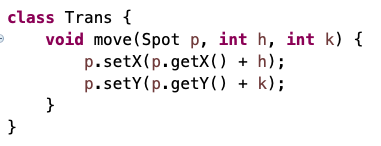 class Trans {
    void move(Spot p, int h, int k) {
        p.setX(p.getX() + h);
        p.setY(p.getY() + k);
    }
}